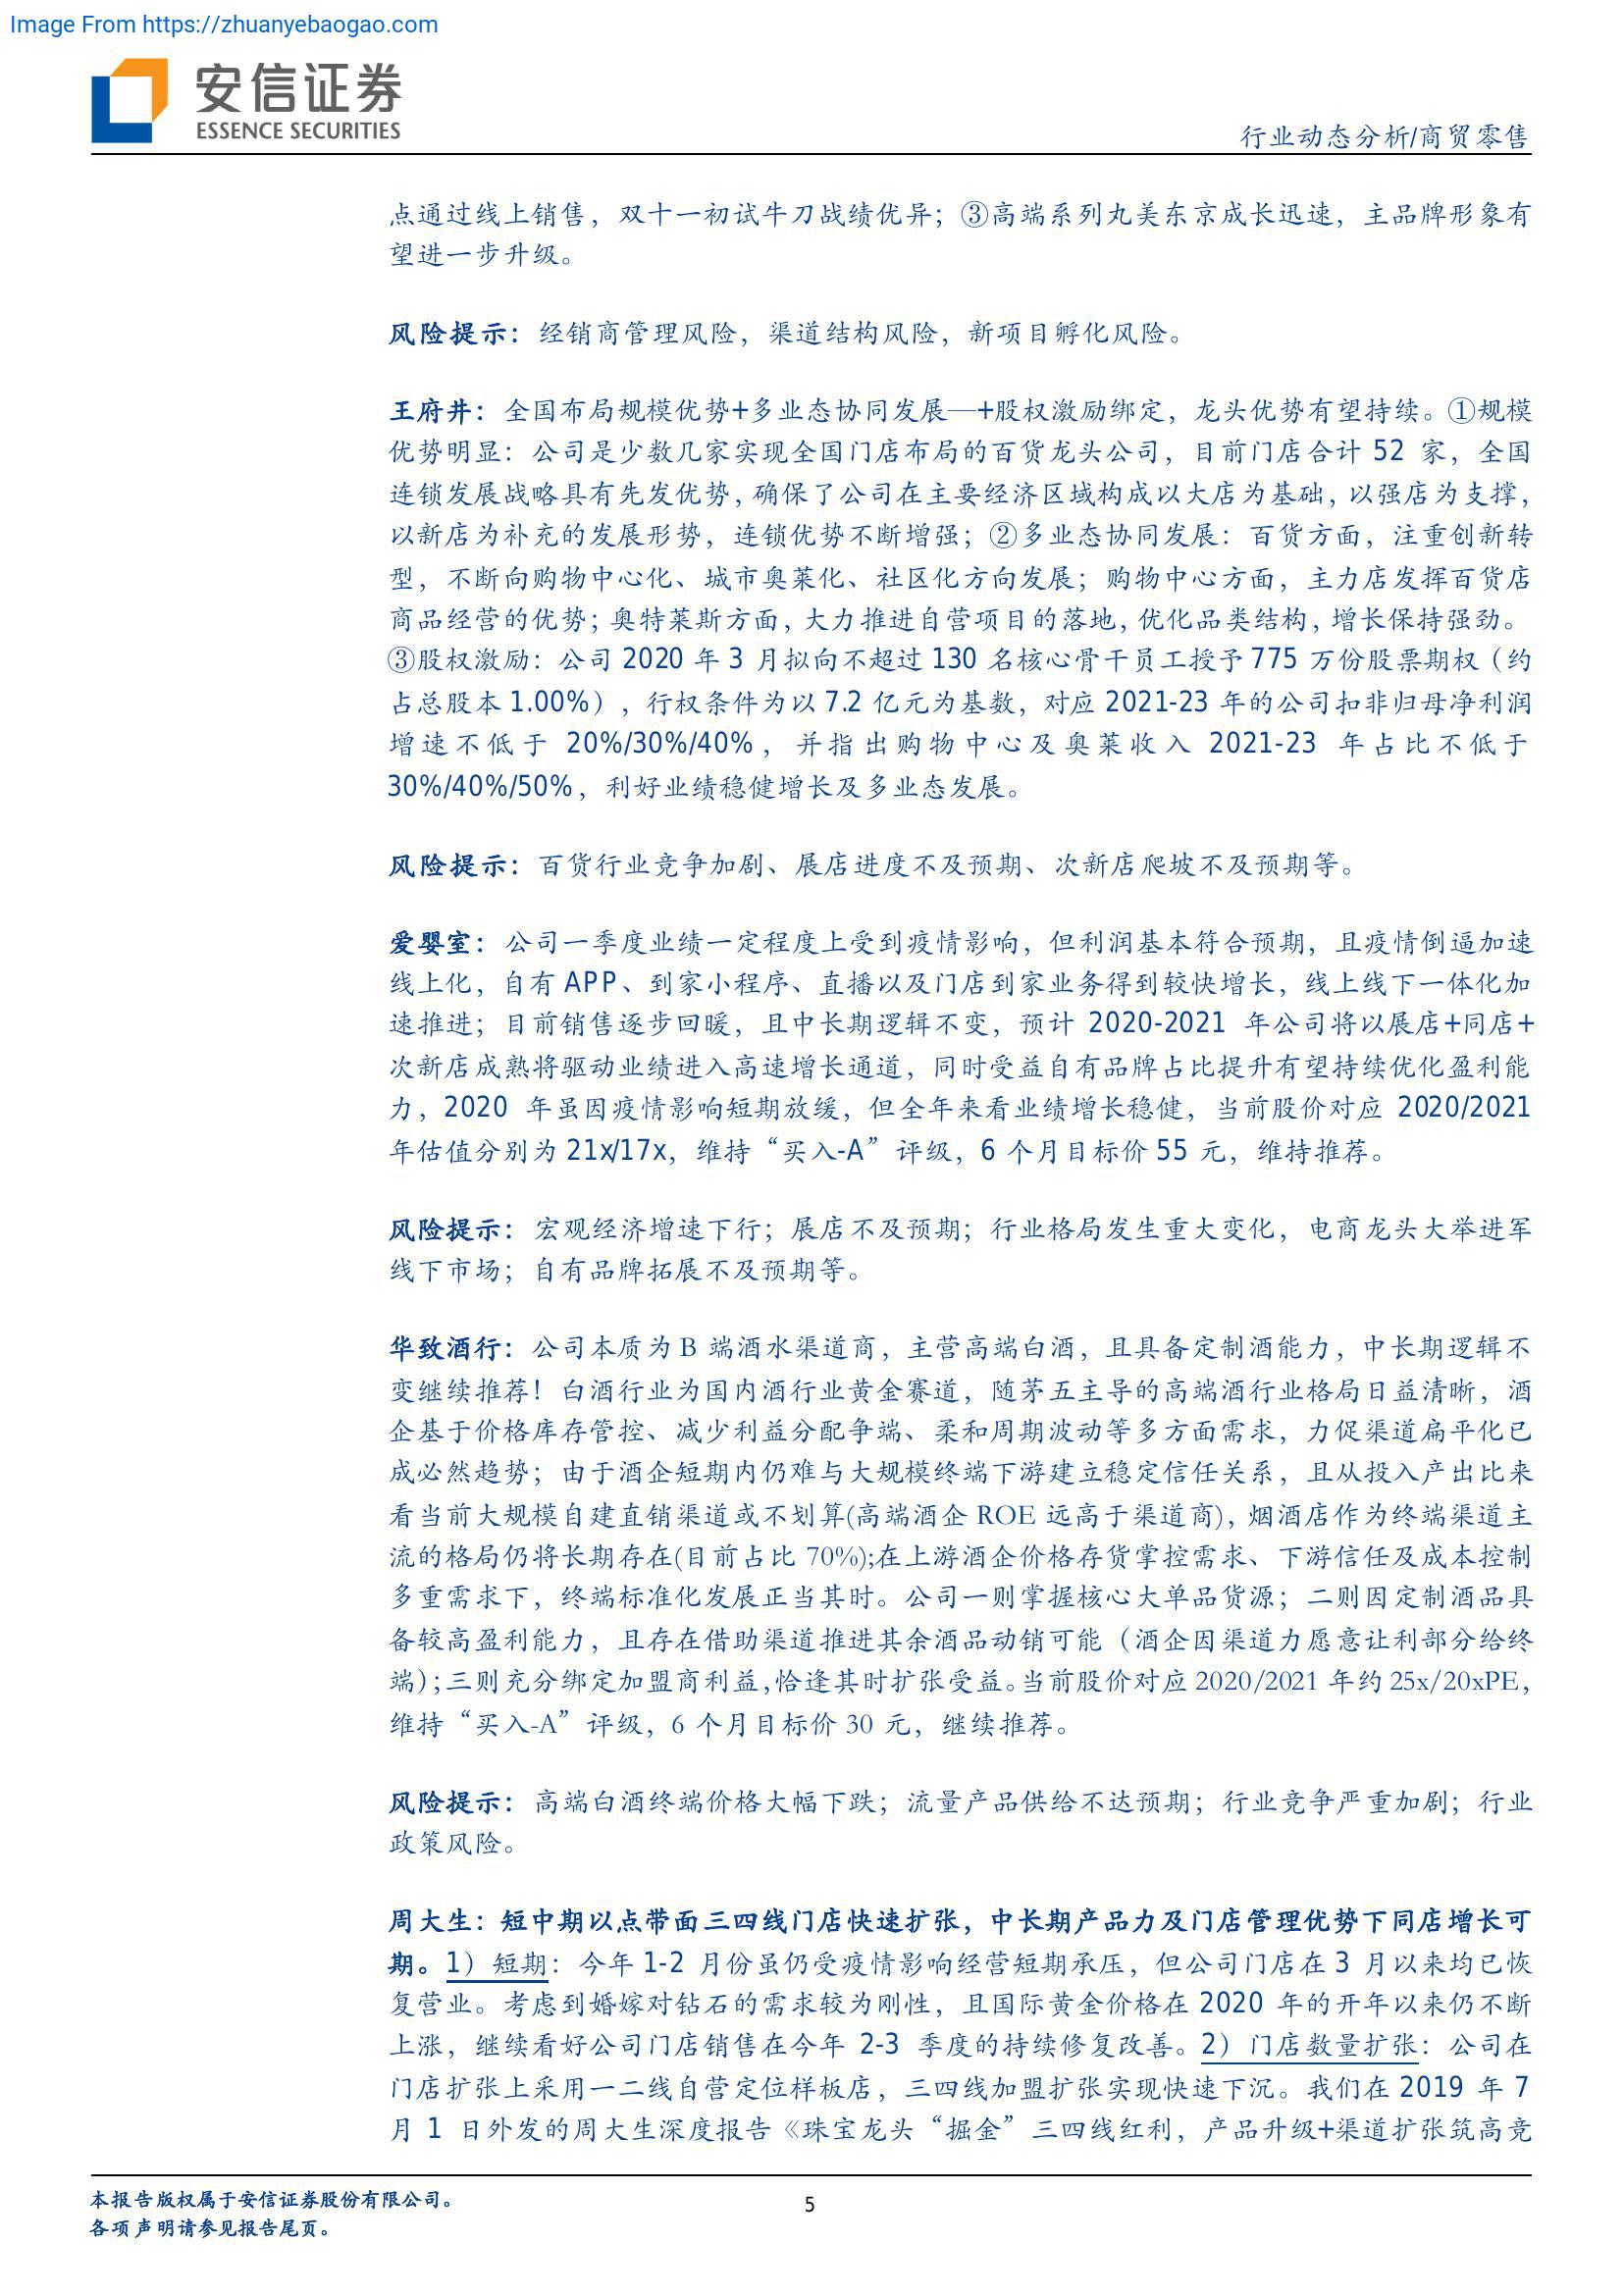 Image From https://zhuanyebaogao.com
安信证券
ESSENCE SECURITIES
行业动态分析/商贸零售
点通过线上销售，双十一初试牛刀战绩优异；③高端系列丸美东京成长迅速，主品牌形象有
望进一步升级。
风险提示：经销商管理风险，渠道结构风险，新项目孵化风险。
王府井：全国布局规模优势+多业态协同发展—+股权激励绑定，龙头优势有望持续。①规模
优势明显：公司是少数几家实现全国门店布局的百货龙头公司，目前门店合计 52 家，全国
连锁发展战略具有先发优势，确保了公司在主要经济区域构成以大店为基础，以强店为支撑，
以新店为补充的发展形势，连锁优势不断增强；②多业态协同发展：百货方面，注重创新转
型，不断向购物中心化、城市奥莱化、社区化方向发展；购物中心方面，主力店发挥百货店
商品经营的优势；奥特莱斯方面，大力推进自营项目的落地，优化品类结构，增长保持强劲。
③股权激励：公司 2020 年 3 月拟向不超过 130 名核心骨干员工授予 775 万份股票期权（约
占总股本 1.00%），行权条件为以 7.2 亿元为基数，对应 2021-23 年的公司扣非归母净利润
增速不低于 20%/30%/40%，并指出购物中心及奥莱收入 2021-23 年占比不低于
30%/40%/50%，利好业绩稳健增长及多业态发展。
风险提示：百货行业竞争加剧、展店进度不及预期、次新店爬坡不及预期等。
爱婴室：公司一季度业绩一定程度上受到疫情影响，但利润基本符合预期，且疫情倒逼加速
线上化，自有 APP、到家小程序、直播以及门店到家业务得到较快增长，线上线下一体化加
速推进；目前销售逐步回暖，且中长期逻辑不变，预计 2020-2021 年公司将以展店+同店+
次新店成熟将驱动业绩进入高速增长通道，同时受益自有品牌占比提升有望持续优化盈利能
力，2020 年虽因疫情影响短期放缓，但全年来看业绩增长稳健，当前股价对应 2020/2021
年估值分别为 21x/17x，维持“买入-A”评级，6 个月目标价 55 元，维持推荐。
风险提示：宏观经济增速下行；展店不及预期；行业格局发生重大变化，电商龙头大举进军
线下市场；自有品牌拓展不及预期等。
华致酒行：公司本质为 B 端酒水渠道商，主营高端白酒，且具备定制酒能力，中长期逻辑不
变继续推荐！白酒行业为国内酒行业黄金赛道，随茅五主导的高端酒行业格局日益清晰，酒
企基于价格库存管控、减少利益分配争端、柔和周期波动等多方面需求，力促渠道扁平化已
成必然趋势；由于酒企短期内仍难与大规模终端下游建立稳定信任关系，且从投入产出比来
看当前大规模自建直销渠道或不划算(高端酒企 ROE 远高于渠道商)，烟酒店作为终端渠道主
流的格局仍将长期存在(目前占比 70%);在上游酒企价格存货掌控需求、下游信任及成本控制
多重需求下，终端标准化发展正当其时。公司一则掌握核心大单品货源；二则因定制酒品具
备较高盈利能力，且存在借助渠道推进其余酒品动销可能（酒企因渠道力愿意让利部分给终
端）；三则充分绑定加盟商利益，恰逢其时扩张受益。当前股价对应 2020/2021 年约 25x/20xPE，
维持“买入-A”评级，6 个月目标价 30 元，继续推荐。
风险提示：高端白酒终端价格大幅下跌；流量产品供给不达预期；行业竞争严重加剧；行业
政策风险。
周大生：短中期以点带面三四线门店快速扩张，中长期产品力及门店管理优势下同店增长可
期。1）短期：今年 1-2 月份虽仍受疫情影响经营短期承压，但公司门店在 3 月以来均已恢
复营业。考虑到婚嫁对钻石的需求较为刚性，且国际黄金价格在 2020 年的开年以来仍不断
上涨，继续看好公司门店销售在今年 2-3 季度的持续修复改善。2）门店数量扩张：公司在
门店扩张上采用一二线自营定位样板店，三四线加盟扩张实现快速下沉。我们在 2019 年 7
月 1 日外发的周大生深度报告《珠宝龙头“掘金”三四线红利，产品升级+渠道扩张筑高竞
本报告版权属于安信证券股份有限公司。
各项声明请参见报告尾页。
5